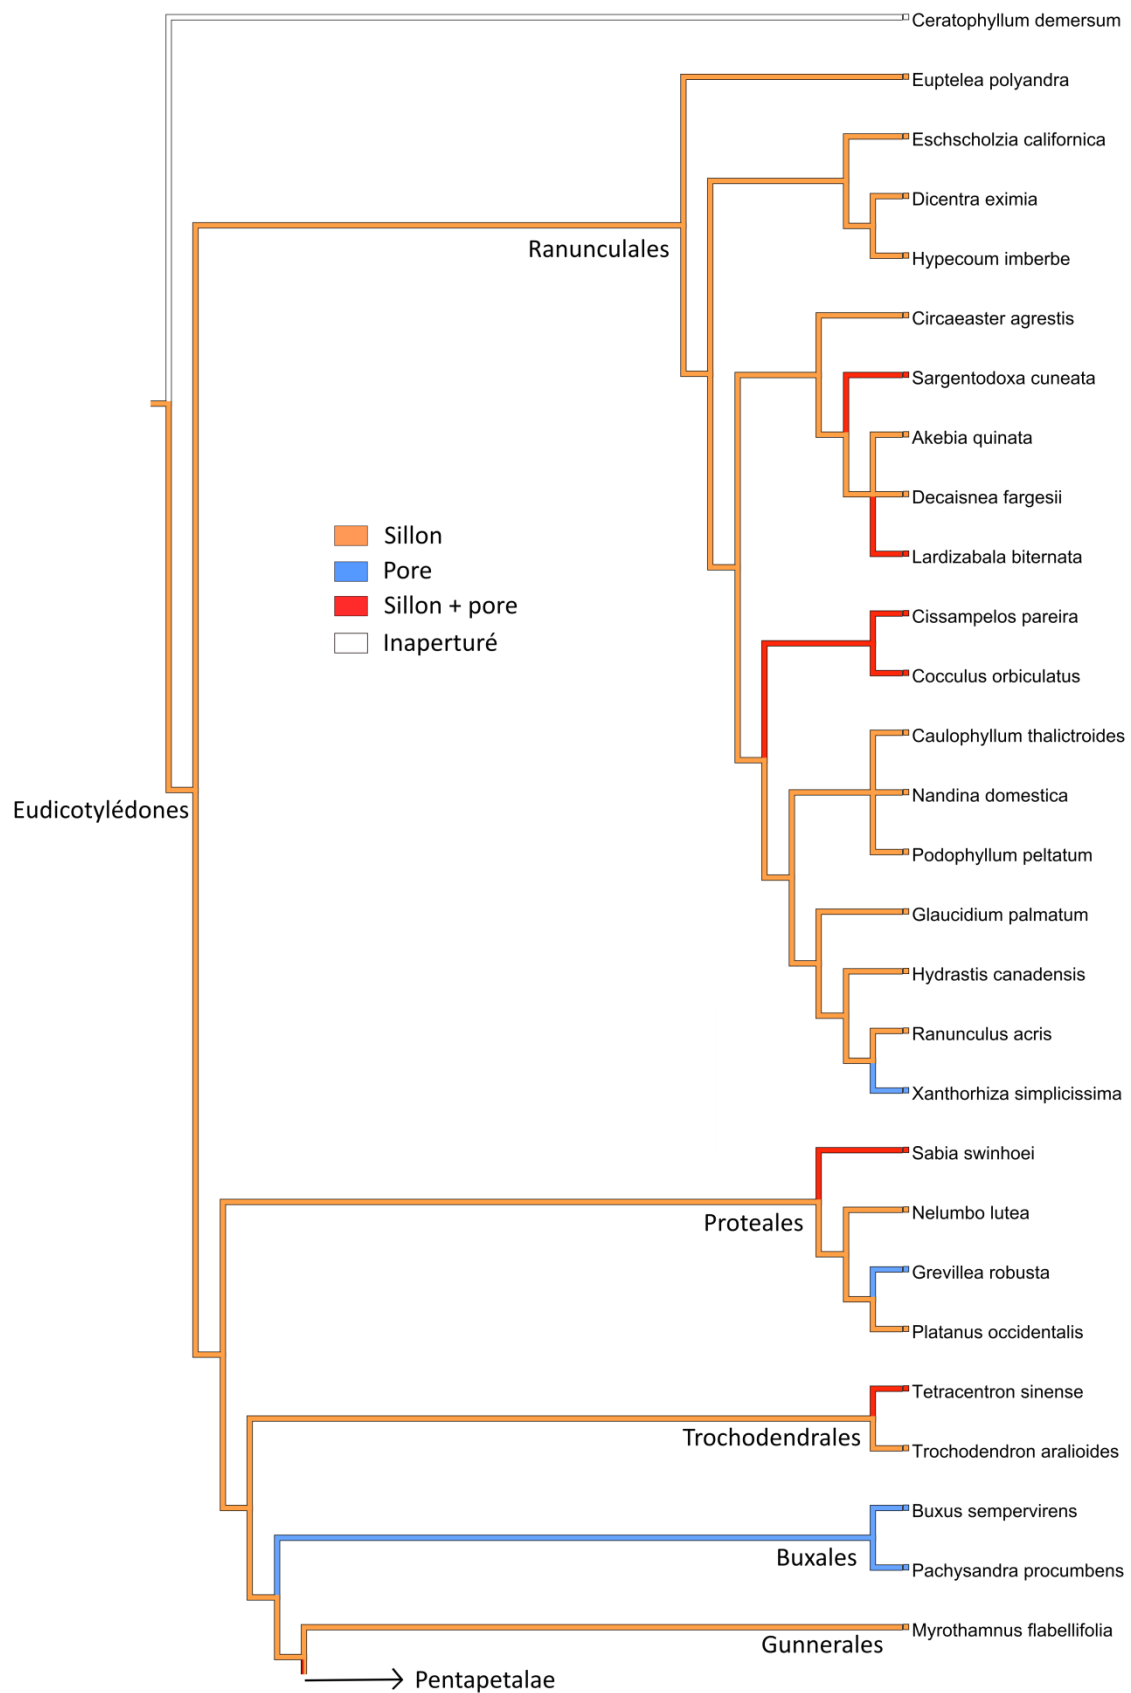 Ceratophyllum demersum
Euptelea polyandra
Eschscholzia californica
Dicentra eximia
Ranunculales
Hypecoum imberbe
Circaeaster agrestis
Sargentodoxa cuneata
Akebia quinata
Decaisnea fargesii
Lardizabala biternata
Sillon
Pore
Sillon + pore
Inaperturé
Cissampelos pareira
Cocculus orbiculatus
Caulophyllum thalictroides
Nandina domestica
Eudicotylédones
Podophyllum peltatum
Glaucidium palmatum
Hydrastis canadensis
Ranunculus acris
Xanthorhiza simplicissima
Sabia swinhoei
Nelumbo lutea
Proteales
Grevillea robusta
Platanus occidentalis
Tetracentron sinense
Trochodendrales
Trochodendron aralioides
Buxus sempervirens
Buxales
Pachysandra procumbens
Myrothamnus flabellifolia
Gunnerales
Pentapetalae